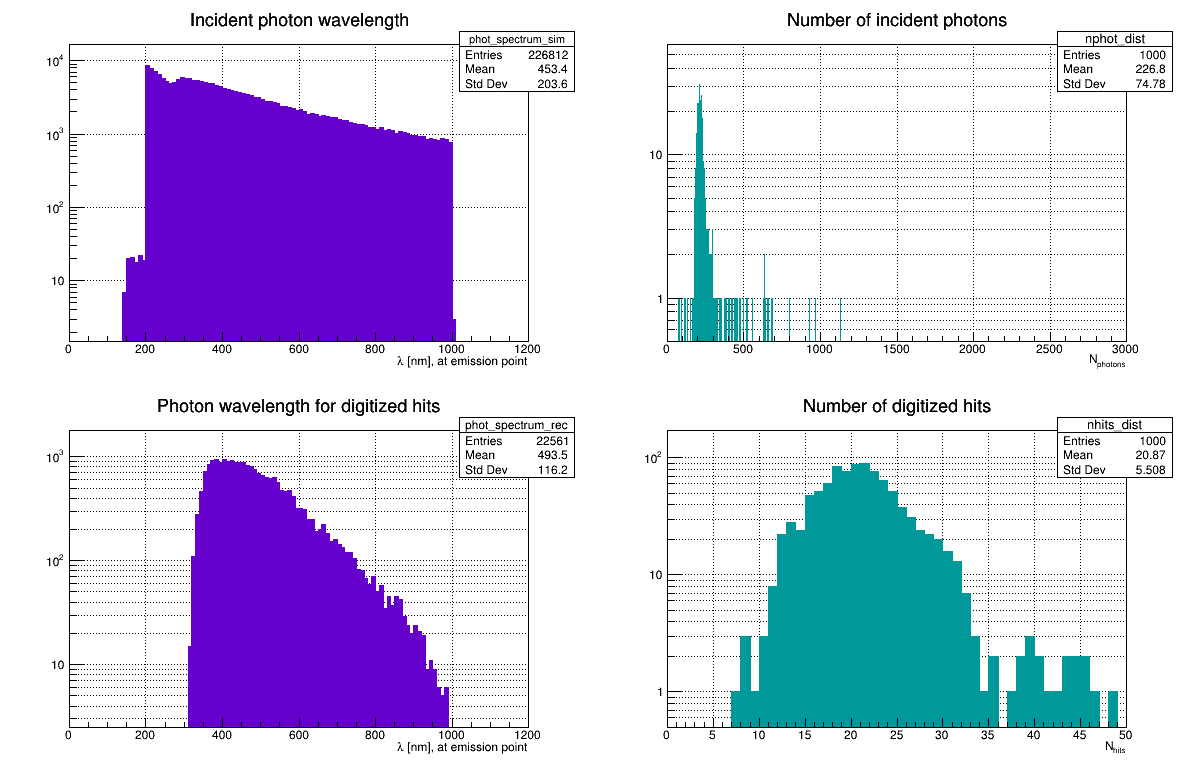 Incident photon wavelength
phot_spectrum_sim
Entries 226812
Mean 453.4
Std Dev 203.6
10^4
10^3
10^2
10
0 200 400 600 800 1000 1200
λ [nm], at emission point
Number of incident photons
nphot_dist
Entries 1000
Mean 226.8
Std Dev 74.78
10
1
0 500 1000 1500 2000 2500 3000
N_photons
Photon wavelength for digitized hits
phot_spectrum_rec
Entries 22561
Mean 493.5
Std Dev 116.2
10^3
10^2
10
0 200 400 600 800 1000 1200
λ [nm], at emission point
Number of digitized hits
nhits_dist
Entries 1000
Mean 20.87
Std Dev 5.508
10^2
10
1
0 5 10 15 20 25 30 35 40 45 50
N_hits